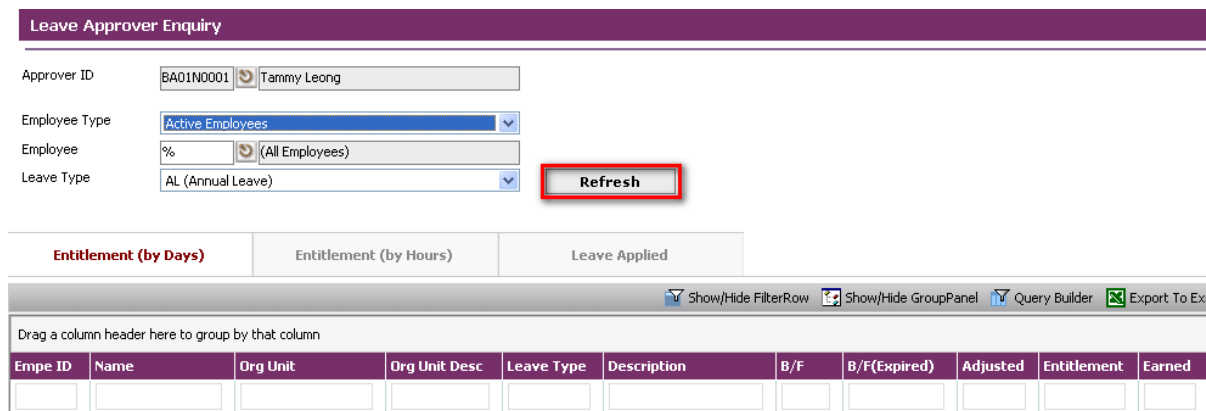 Leave Approver Enquiry
Approver ID BA01N0001 Tammy Leong
Employee Type Active Employees
Employee % (All Employees)
Leave Type AL (Annual Leave) Refresh
Entitlement (by Days) Entitlement (by Hours) Leave Applied
Show/Hide FilterRow Show/Hide GroupPanel Query Builder Export To Ex
Drag a column header here to group by that column
Empe ID Name Org Unit Org Unit Desc Leave Type Description B/F B/F(Expired) Adjusted Entitlement Earned